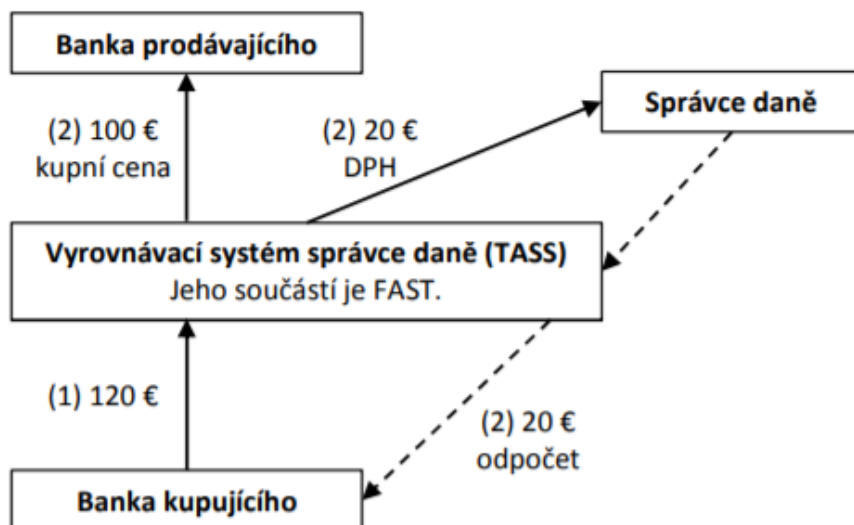 Banka prodávajícího
Správce daně
(2) 100 €
kupní cena
(2) 20 €
DPH
Vyrovnávací systém správce daně (TASS)
Jeho součástí je FAST.
(1) 120 €
(2) 20 €
odpočet
Banka kupujícího